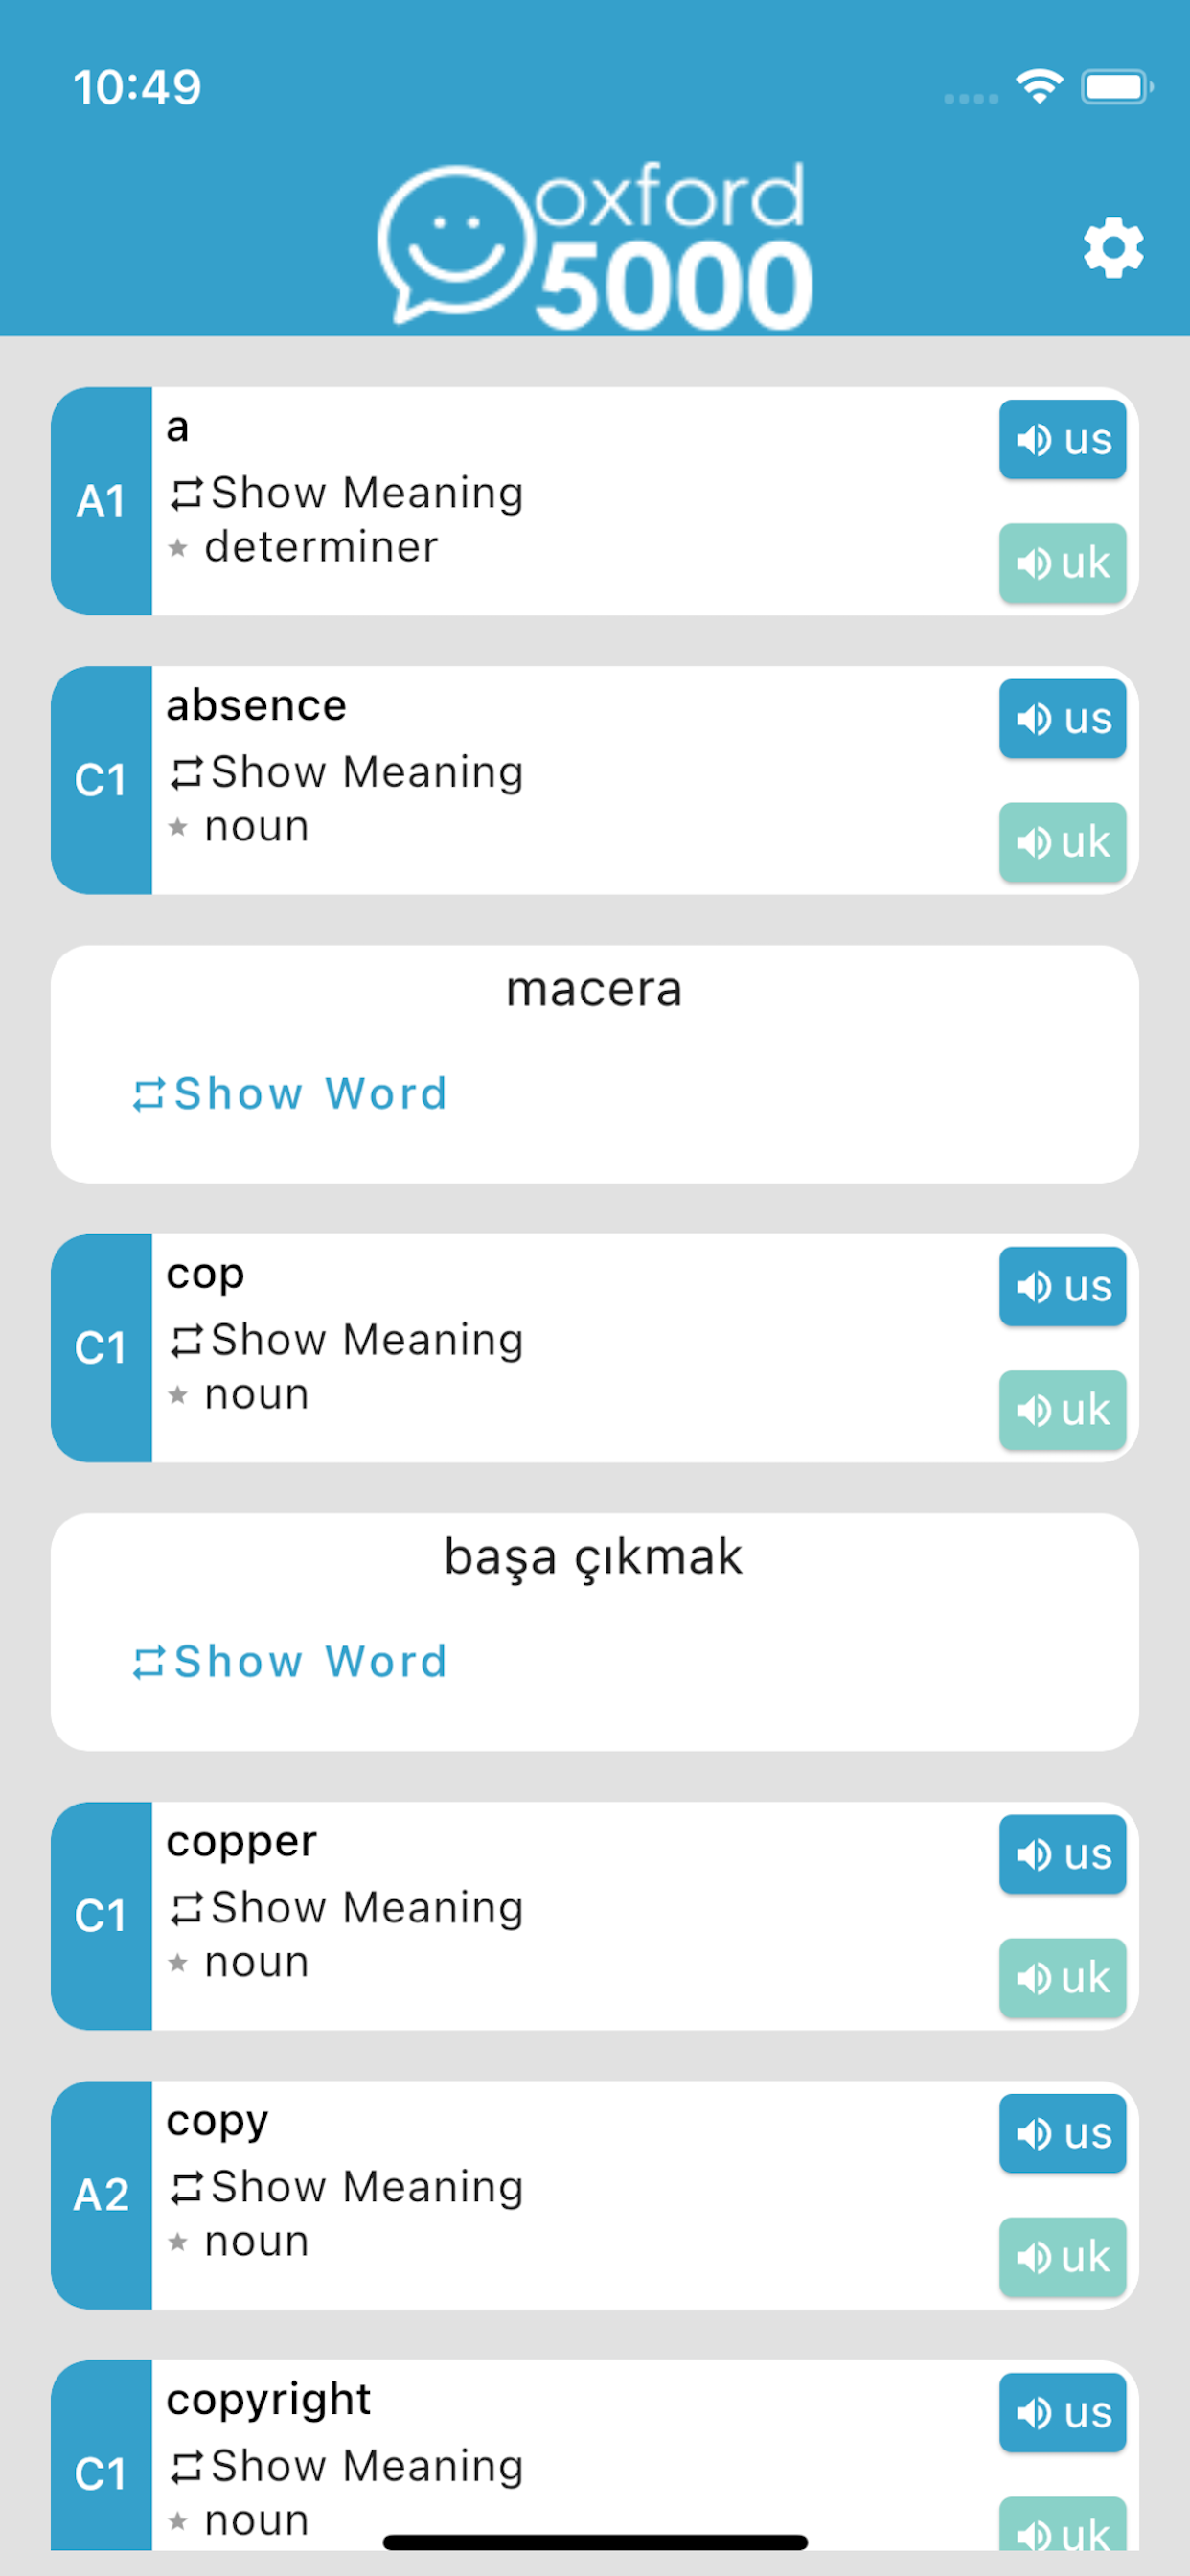 10:49
oxford
5000
A1
a
Show Meaning
determiner
us
uk
C1
absence
Show Meaning
noun
us
uk
macera
Show Word
C1
cop
Show Meaning
noun
us
uk
başa çıkmak
Show Word
C1
copper
Show Meaning
noun
us
uk
A2
copy
Show Meaning
noun
us
uk
C1
copyright
Show Meaning
noun
us
uk